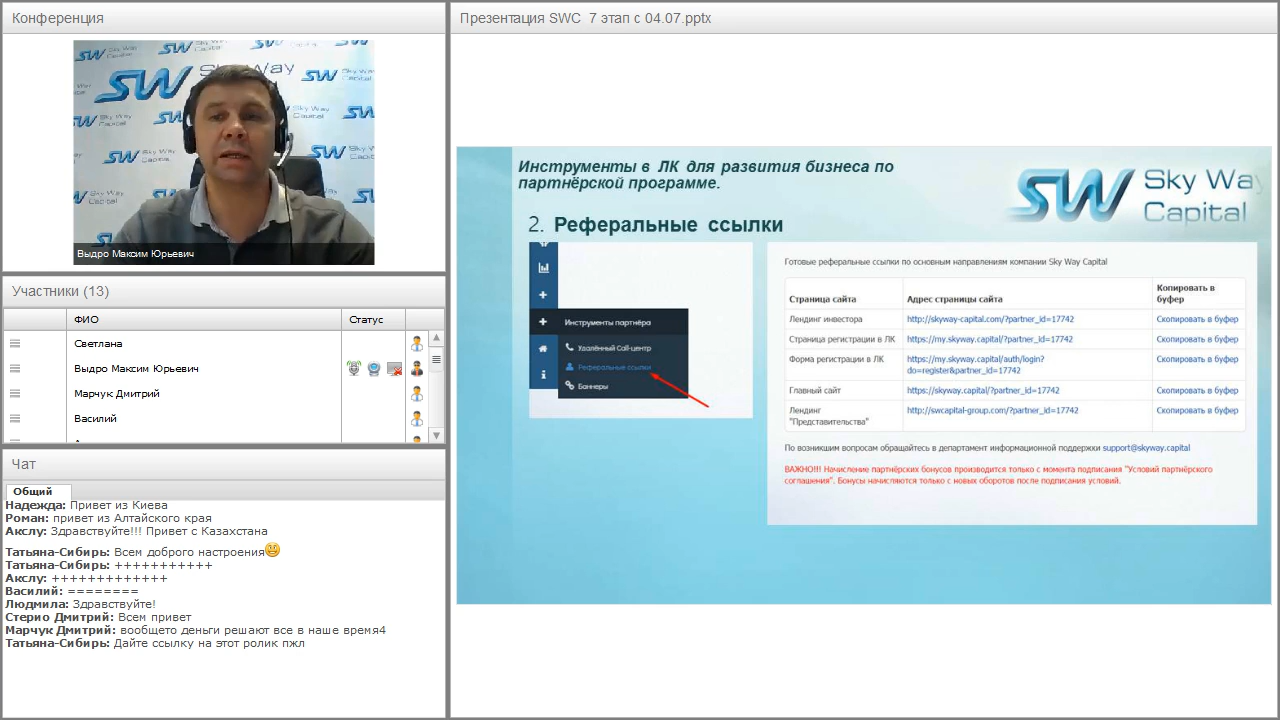 Конференция
SW Sky Way Capital
Выдро Максим Юрьевич
Участники (13)
ФИО Статус
Светлана
Выдро Максим Юрьевич
Марчук Дмитрий
Василий
Чат
Общий
Надежда: Привет из Киева
Роман: привет из Алтайского края
Акслу: Здравствуйте!!! Привет с Казахстана
Татьяна-Сибирь: Всем доброго настроения
Татьяна-Сибирь: +++++++++++
Акслу: +++++++++++++
Василий: ========
Людмила: Здравствуйте!
Стерио Дмитрий: Всем привет
Марчук Дмитрий: вообщето деньги решают все в наше время4
Татьяна-Сибирь: Дайте ссылку на этот ролик пжл
Презентация SWC 7 этап с 04.07.pptx
Инструменты в ЛК для развития бизнеса по
партнёрской программе.
SW Sky Way
Capital
2. Реферальные ссылки
Инструменты партнёра
Удалённый Call-центр
Реферальные ссылки
Баннеры
Готовые реферальные ссылки по основным направлениям компании Sky Way Capital
Страница сайта Адрес страницы сайта Копировать в
буфер
Лендинг инвестора http://skyway-capital.com/?partner_id=17742 Скопировать в буфер
Страница регистрации в ЛК https://my.skyway.capital/?partner_id=17742 Скопировать в буфер
Форма регистрации в ЛК https://my.skyway.capital/auth/login?
do=register&partner_id=17742 Скопировать в буфер
Главный сайт https://skyway.capital/?partner_id=17742 Скопировать в буфер
Лендинг
"Представительства" http://swcapital-group.com/?partner_id=17742 Скопировать в буфер
По возникшим вопросам обращайтесь в департамент информационной поддержки support@skyway.capital
ВАЖНО!!! Начисление партнёрских бонусов производится только с момента подписания "Условий партнёрского
соглашения". Бонусы начисляются только с новых оборотов после подписания условий.